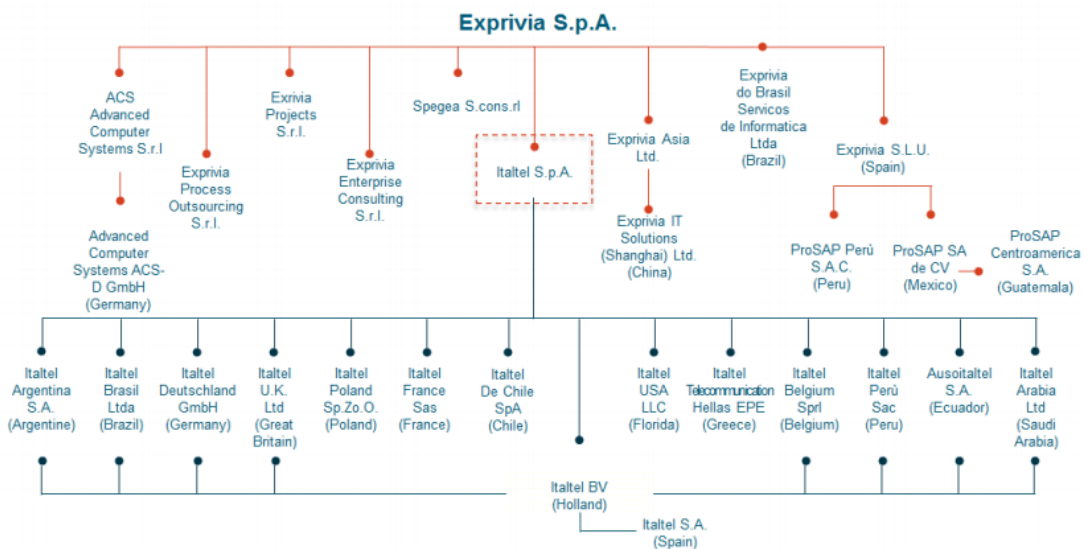 Exprivia S.p.A.
ACS
Advanced
Computer
Systems S.r.l
Exprivia
Process
Outsourcing
S.r.l.
Exrivia
Projects
S.r.l.
Exprivia
Enterprise
Consulting
S.r.l.
Spegea S.cons.rl
Italtel S.p.A.
Exprivia Asia
Ltd.
Exprivia
do Brasil
Servicos
de Informatica
Ltda
(Brazil)
Exprivia S.L.U.
(Spain)
Advanced
Computer
Systems ACS-
D GmbH
(Germany)
Exprivia IT
Solutions
(Shanghai) Ltd.
(China)
ProSAP Perù
S.A.C.
(Peru)
ProSAP SA
de CV
(Mexico)
ProSAP
Centroamerica
S.A.
(Guatemala)
Italtel
Argentina
S.A.
(Argentine)
Italtel
Brasil
Ltda
(Brazil)
Italtel
Deutschland
GmbH
(Germany)
Italtel
U.K.
Ltd
(Great
Britain)
Italtel
Poland
Sp.Zo.O.
(Poland)
Italtel
France
Sas
(France)
Italtel
De Chile
SpA
(Chile)
Italtel
USA
LLC
(Florida)
Italtel
Telecommunication
Hellas EPE
(Greece)
Italtel
Belgium
Sprl
(Belgium)
Italtel
Perù
Sac
(Peru)
Ausoitaltel
S.A.
(Ecuador)
Italtel
Arabia
Ltd
(Saudi
Arabia)
Italtel BV
(Holland)
Italtel S.A.
(Spain)